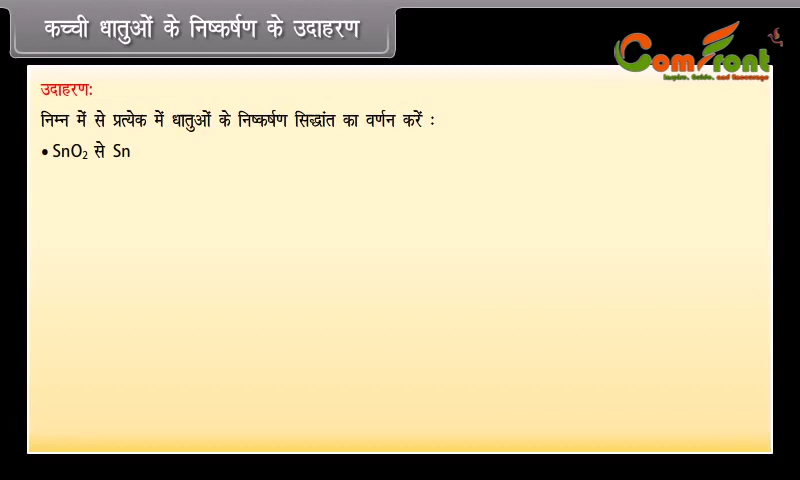 कच्ची धातुओं के निष्कर्षण के उदाहरण
ComFront
Inspire, Guide, and Encourage
उदाहरण:
निम्न में से प्रत्येक में धातुओं के निष्कर्षण सिद्धांत का वर्णन करें :
• SnO₂ से Sn